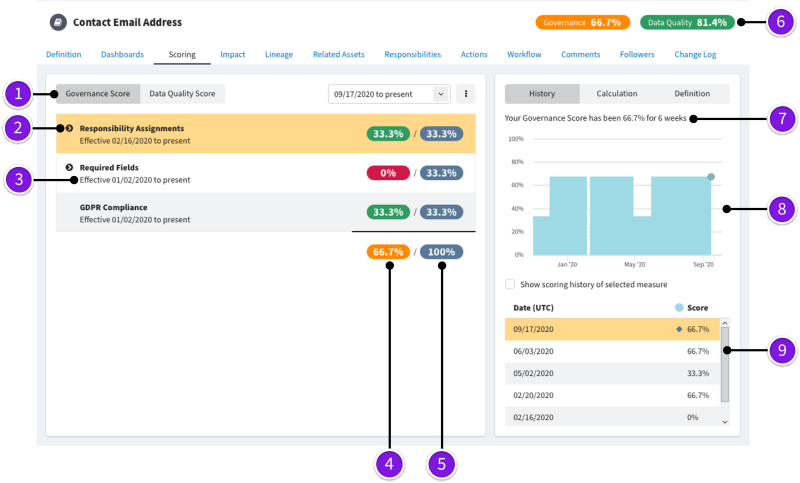 Contact Email Address
Governance 66.7%
Data Quality 81.4%
6
Definition Dashboards Scoring Impact Lineage Related Assets Responsibilities Actions Workflow Comments Followers Change Log
1
Governance Score Data Quality Score
09/17/2020 to present
2
Responsibility Assignments
Effective 02/16/2020 to present
33.3% / 33.3%
3
Required Fields
Effective 01/02/2020 to present
0% / 33.3%
GDPR Compliance
Effective 01/02/2020 to present
33.3% / 33.3%
66.7% / 100%
4
5
History Calculation Definition
Your Governance Score has been 66.7% for 6 weeks
7
100%
80%
60%
40%
20%
0%
Jan '20 May '20 Sep '20
8
Show scoring history of selected measure
Date (UTC) Score
09/17/2020 66.7%
06/03/2020 66.7%
05/02/2020 33.3%
02/20/2020 66.7%
02/16/2020 0%
9